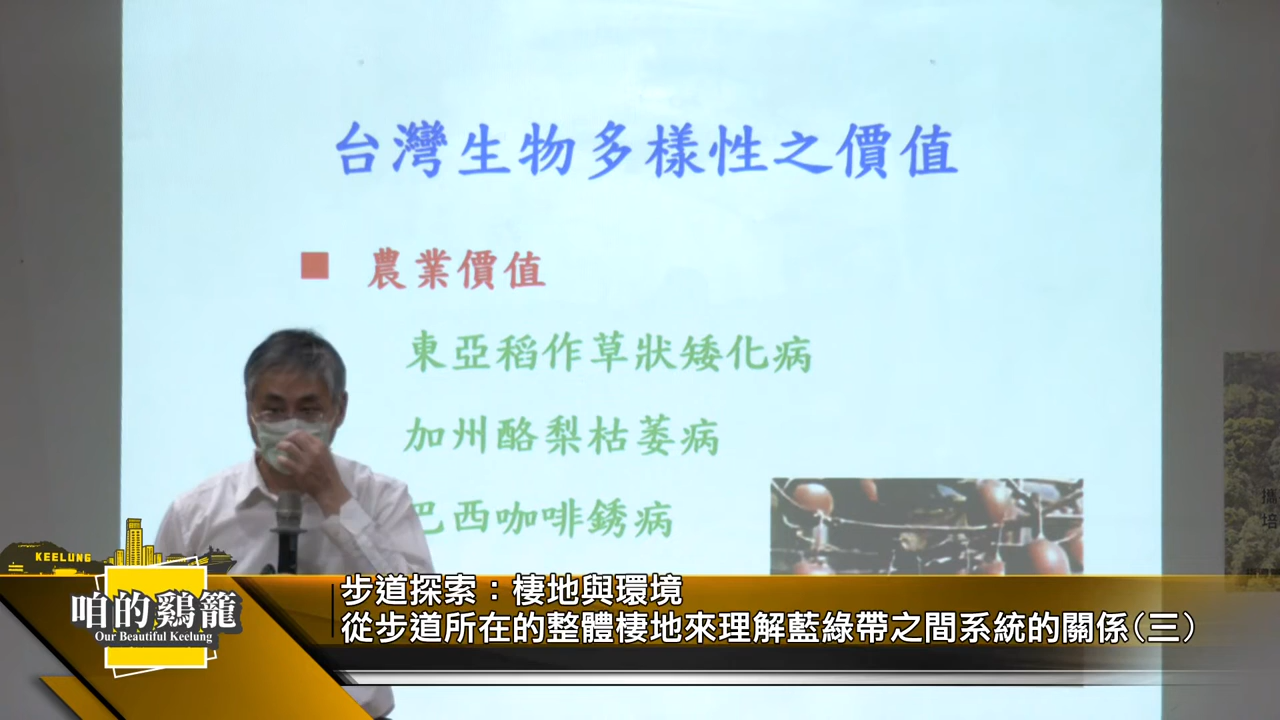 台灣生物多樣性之價值
農業價值
東亞稻作草狀矮化病
加州酪梨枯萎病
巴西咖啡銹病
攜
培
KEELUNG
咱的鷄籠
Our Beautiful Keelung
步道探索：棲地與環境
從步道所在的整體棲地來理解藍綠帶之間系統的關係(三)